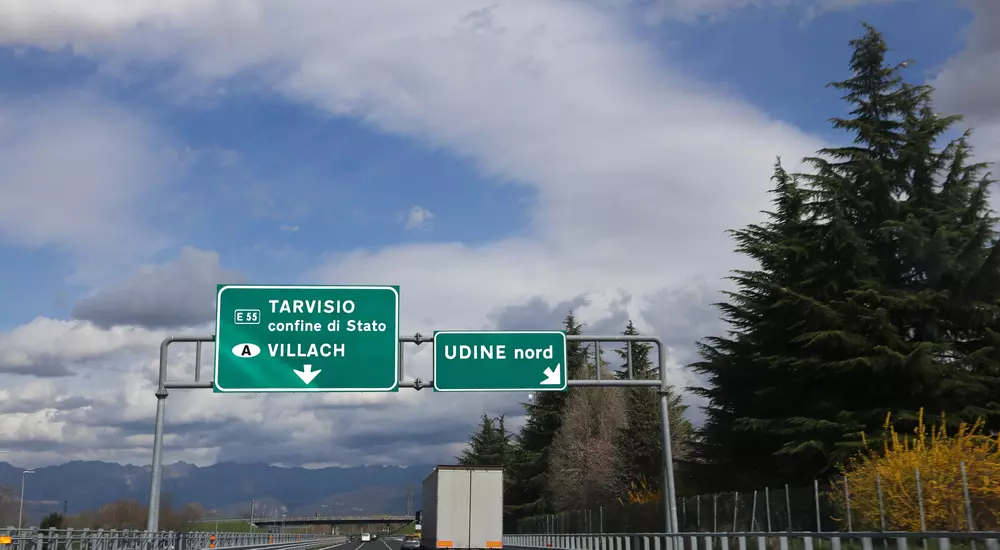 TARVISIO
E 55
confine di Stato
A VILLACH
UDINE nord